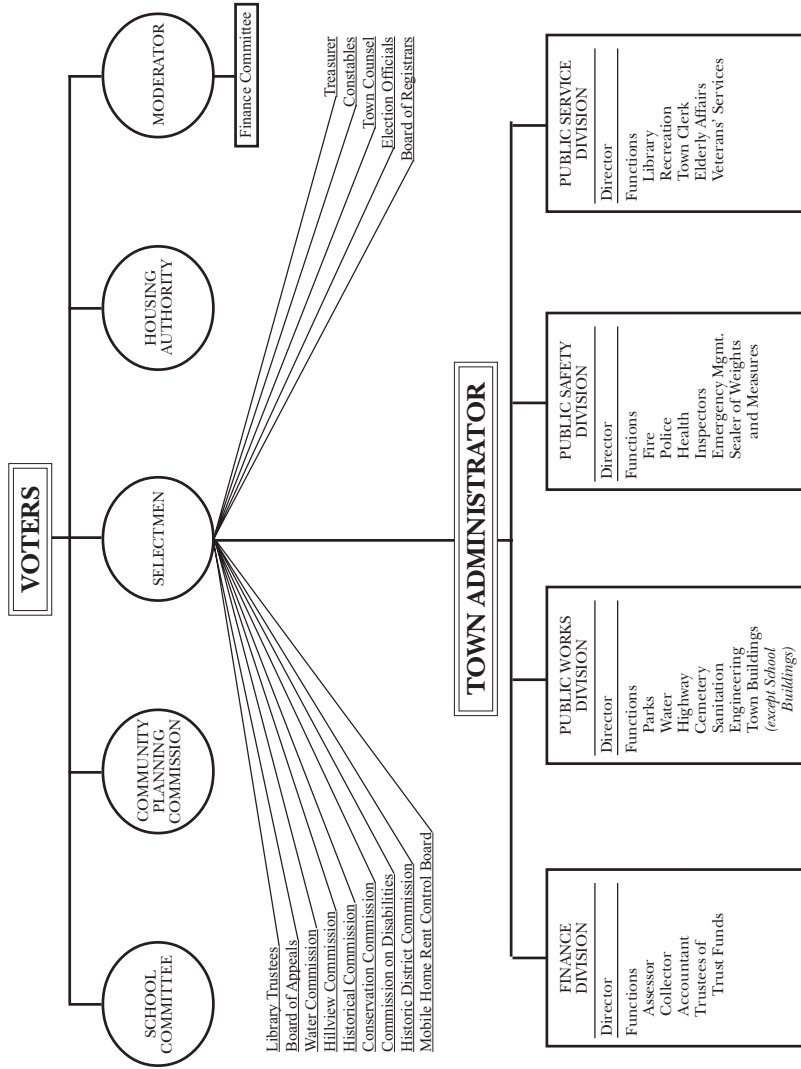 VOTERS
SCHOOL
COMMITTEE
COMMUNITY
PLANNING
COMMISSION
SELECTMEN
HOUSING
AUTHORITY
MODERATOR
Finance Committee
Library Trustees
Board of Appeals
Water Commission
Hillview Commission
Historical Commission
Conservation Commission
Commission on Disabilities
Historic District Commission
Mobile Home Rent Control Board
Treasurer
Constables
Town Counsel
Election Officials
Board of Registrars
TOWN ADMINISTRATOR
FINANCE
DIVISION
Director
Functions
Assessor
Collector
Accountant
Trustees of
Trust Funds
PUBLIC WORKS
DIVISION
Director
Functions
Parks
Water
Highway
Cemetery
Sanitation
Engineering
Town Buildings
(except School
Buildings)
PUBLIC SAFETY
DIVISION
Director
Functions
Fire
Police
Health
Inspectors
Emergency Mgmt.
Sealer of Weights
and Measures
PUBLIC SERVICE
DIVISION
Director
Functions
Library
Recreation
Town Clerk
Elderly Affairs
Veterans' Services